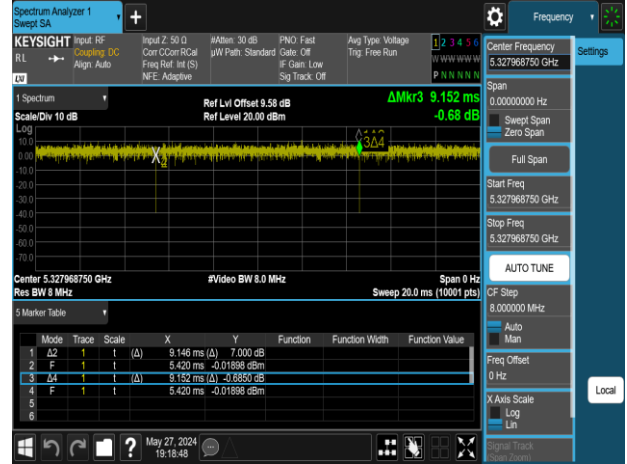 Spectrum Analyzer 1
Swept SA
+
Frequency
KEYSIGHT
RL
LXI
Input: RF
Coupling: DC
Align: Auto
Input Z: 50 Ω
Corr CCorr RCal
Freq Ref: Int (S)
NFE: Adaptive
#Atten: 30 dB
µW Path: Standard
PNO: Fast
Gate: Off
IF Gain: Low
Sig Track: Off
Avg Type: Voltage
Trig: Free Run
1 2 3 4 5 6
W W W W W W
P N N N N N
Center Frequency
5.327968750 GHz
Settings
Span
0.00000000 Hz
Swept Span
Zero Span
Full Span
Start Freq
5.327968750 GHz
Stop Freq
5.327968750 GHz
AUTO TUNE
CF Step
8.000000 MHz
Auto
Man
Freq Offset
0 Hz
X Axis Scale
Log
Lin
Signal Track
(Span Zoom)
Local
1 Spectrum
Scale/Div 10 dB
Log
Ref Lvl Offset 9.58 dB
Ref Level 20.00 dBm
ΔMkr3 9.152 ms
-0.68 dB
10.0
0.00
-10.0
-20.0
-30.0
-40.0
-50.0
-60.0
-70.0
X
3Δ4
Center 5.327968750 GHz
Res BW 8 MHz
#Video BW 8.0 MHz
Span 0 Hz
Sweep 20.0 ms (10001 pts)
5 Marker Table
Mode Trace Scale X Y Function Function Width Function Value
1 Δ2 1 t (Δ) 9.146 ms (Δ) 7.000 dB
2 F 1 t 5.420 ms -0.01898 dBm
3 Δ4 1 t (Δ) 9.152 ms (Δ) -0.6850 dB
4 F 1 t 5.420 ms -0.01898 dBm
5
6
?
May 27, 2024
19:18:48